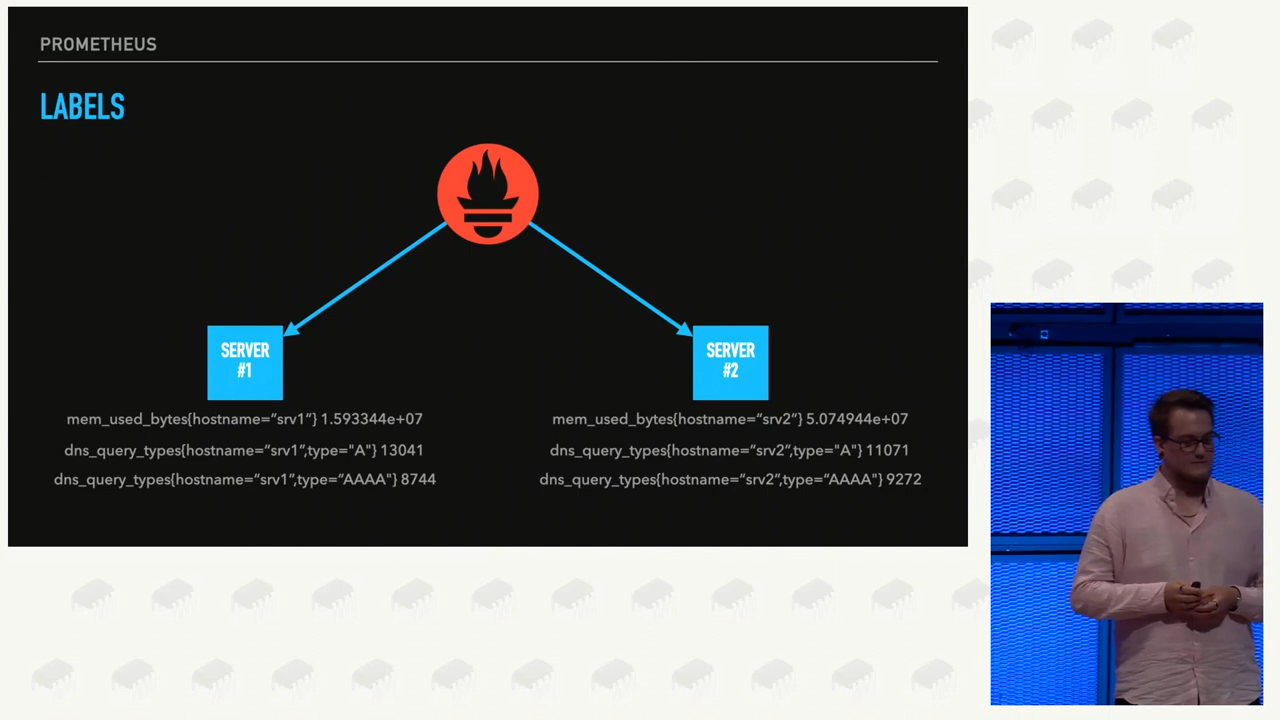 PROMETHEUS
LABELS
SERVER
#1
SERVER
#2
mem_used_bytes{hostname=“srv1”} 1.593344e+07
dns_query_types{hostname=“srv1”,type="A"} 13041
dns_query_types{hostname=“srv1”,type=“AAAA"} 8744
mem_used_bytes{hostname=“srv2“} 5.074944e+07
dns_query_types{hostname=“srv2”,type="A"} 11071
dns_query_types{hostname=“srv2”,type=“AAAA"} 9272